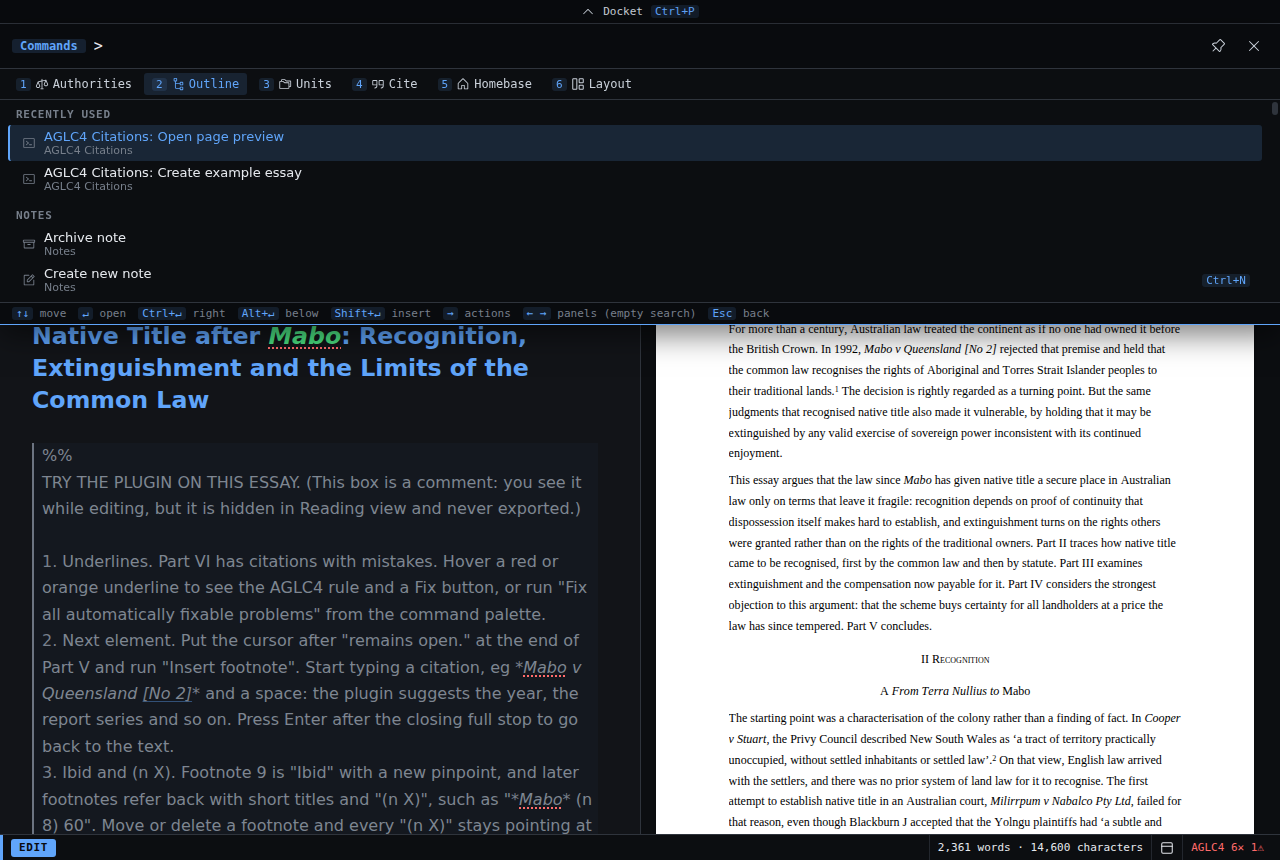 Docket Ctrl+P
Commands >
1 Authorities 2 Outline 3 Units 4 Cite 5 Homebase 6 Layout
RECENTLY USED
AGLC4 Citations: Open page preview
AGLC4 Citations
AGLC4 Citations: Create example essay
AGLC4 Citations
NOTES
Archive note
Notes
Create new note
Notes
Ctrl+N
↑↓ move ↵ open Ctrl+↵ right Alt+↵ below Shift+↵ insert → actions ← → panels (empty search) Esc back
Native Title after Mabo: Recognition,
Extinguishment and the Limits of the
Common Law
%%
TRY THE PLUGIN ON THIS ESSAY. (This box is a comment: you see it
while editing, but it is hidden in Reading view and never exported.)
1. Underlines. Part VI has citations with mistakes. Hover a red or
orange underline to see the AGLC4 rule and a Fix button, or run "Fix
all automatically fixable problems" from the command palette.
2. Next element. Put the cursor after "remains open." at the end of
Part V and run "Insert footnote". Start typing a citation, eg *Mabo v
Queensland [No 2]* and a space: the plugin suggests the year, the
report series and so on. Press Enter after the closing full stop to go
back to the text.
3. Ibid and (n X). Footnote 9 is "Ibid" with a new pinpoint, and later
footnotes refer back with short titles and "(n X)", such as "*Mabo* (n
8) 60". Move or delete a footnote and every "(n X)" stays pointing at
For more than a century, Australian law treated the continent as if no one had owned it before
the British Crown. In 1992, Mabo v Queensland [No 2] rejected that premise and held that
the common law recognises the rights of Aboriginal and Torres Strait Islander peoples to
their traditional lands.¹ The decision is rightly regarded as a turning point. But the same
judgments that recognised native title also made it vulnerable, by holding that it may be
extinguished by any valid exercise of sovereign power inconsistent with its continued
enjoyment.
This essay argues that the law since Mabo has given native title a secure place in Australian
law only on terms that leave it fragile: recognition depends on proof of continuity that
dispossession itself makes hard to establish, and extinguishment turns on the rights others
were granted rather than on the rights of the traditional owners. Part II traces how native title
came to be recognised, first by the common law and then by statute. Part III examines
extinguishment and the compensation now payable for it. Part IV considers the strongest
objection to this argument: that the scheme buys certainty for all landholders at a price the
law has since tempered. Part V concludes.
II Recognition
A From Terra Nullius to Mabo
The starting point was a characterisation of the colony rather than a finding of fact. In Cooper
v Stuart, the Privy Council described New South Wales as ‘a tract of territory practically
unoccupied, without settled inhabitants or settled law’.² On that view, English law arrived
with the settlers, and there was no prior system of land law for it to recognise. The first
attempt to establish native title in an Australian court, Milirrpum v Nabalco Pty Ltd, failed for
that reason, even though Blackburn J accepted that the Yolngu plaintiffs had ‘a subtle and
EDIT
2,361 words · 14,600 characters
AGLC4 6× 1⚠